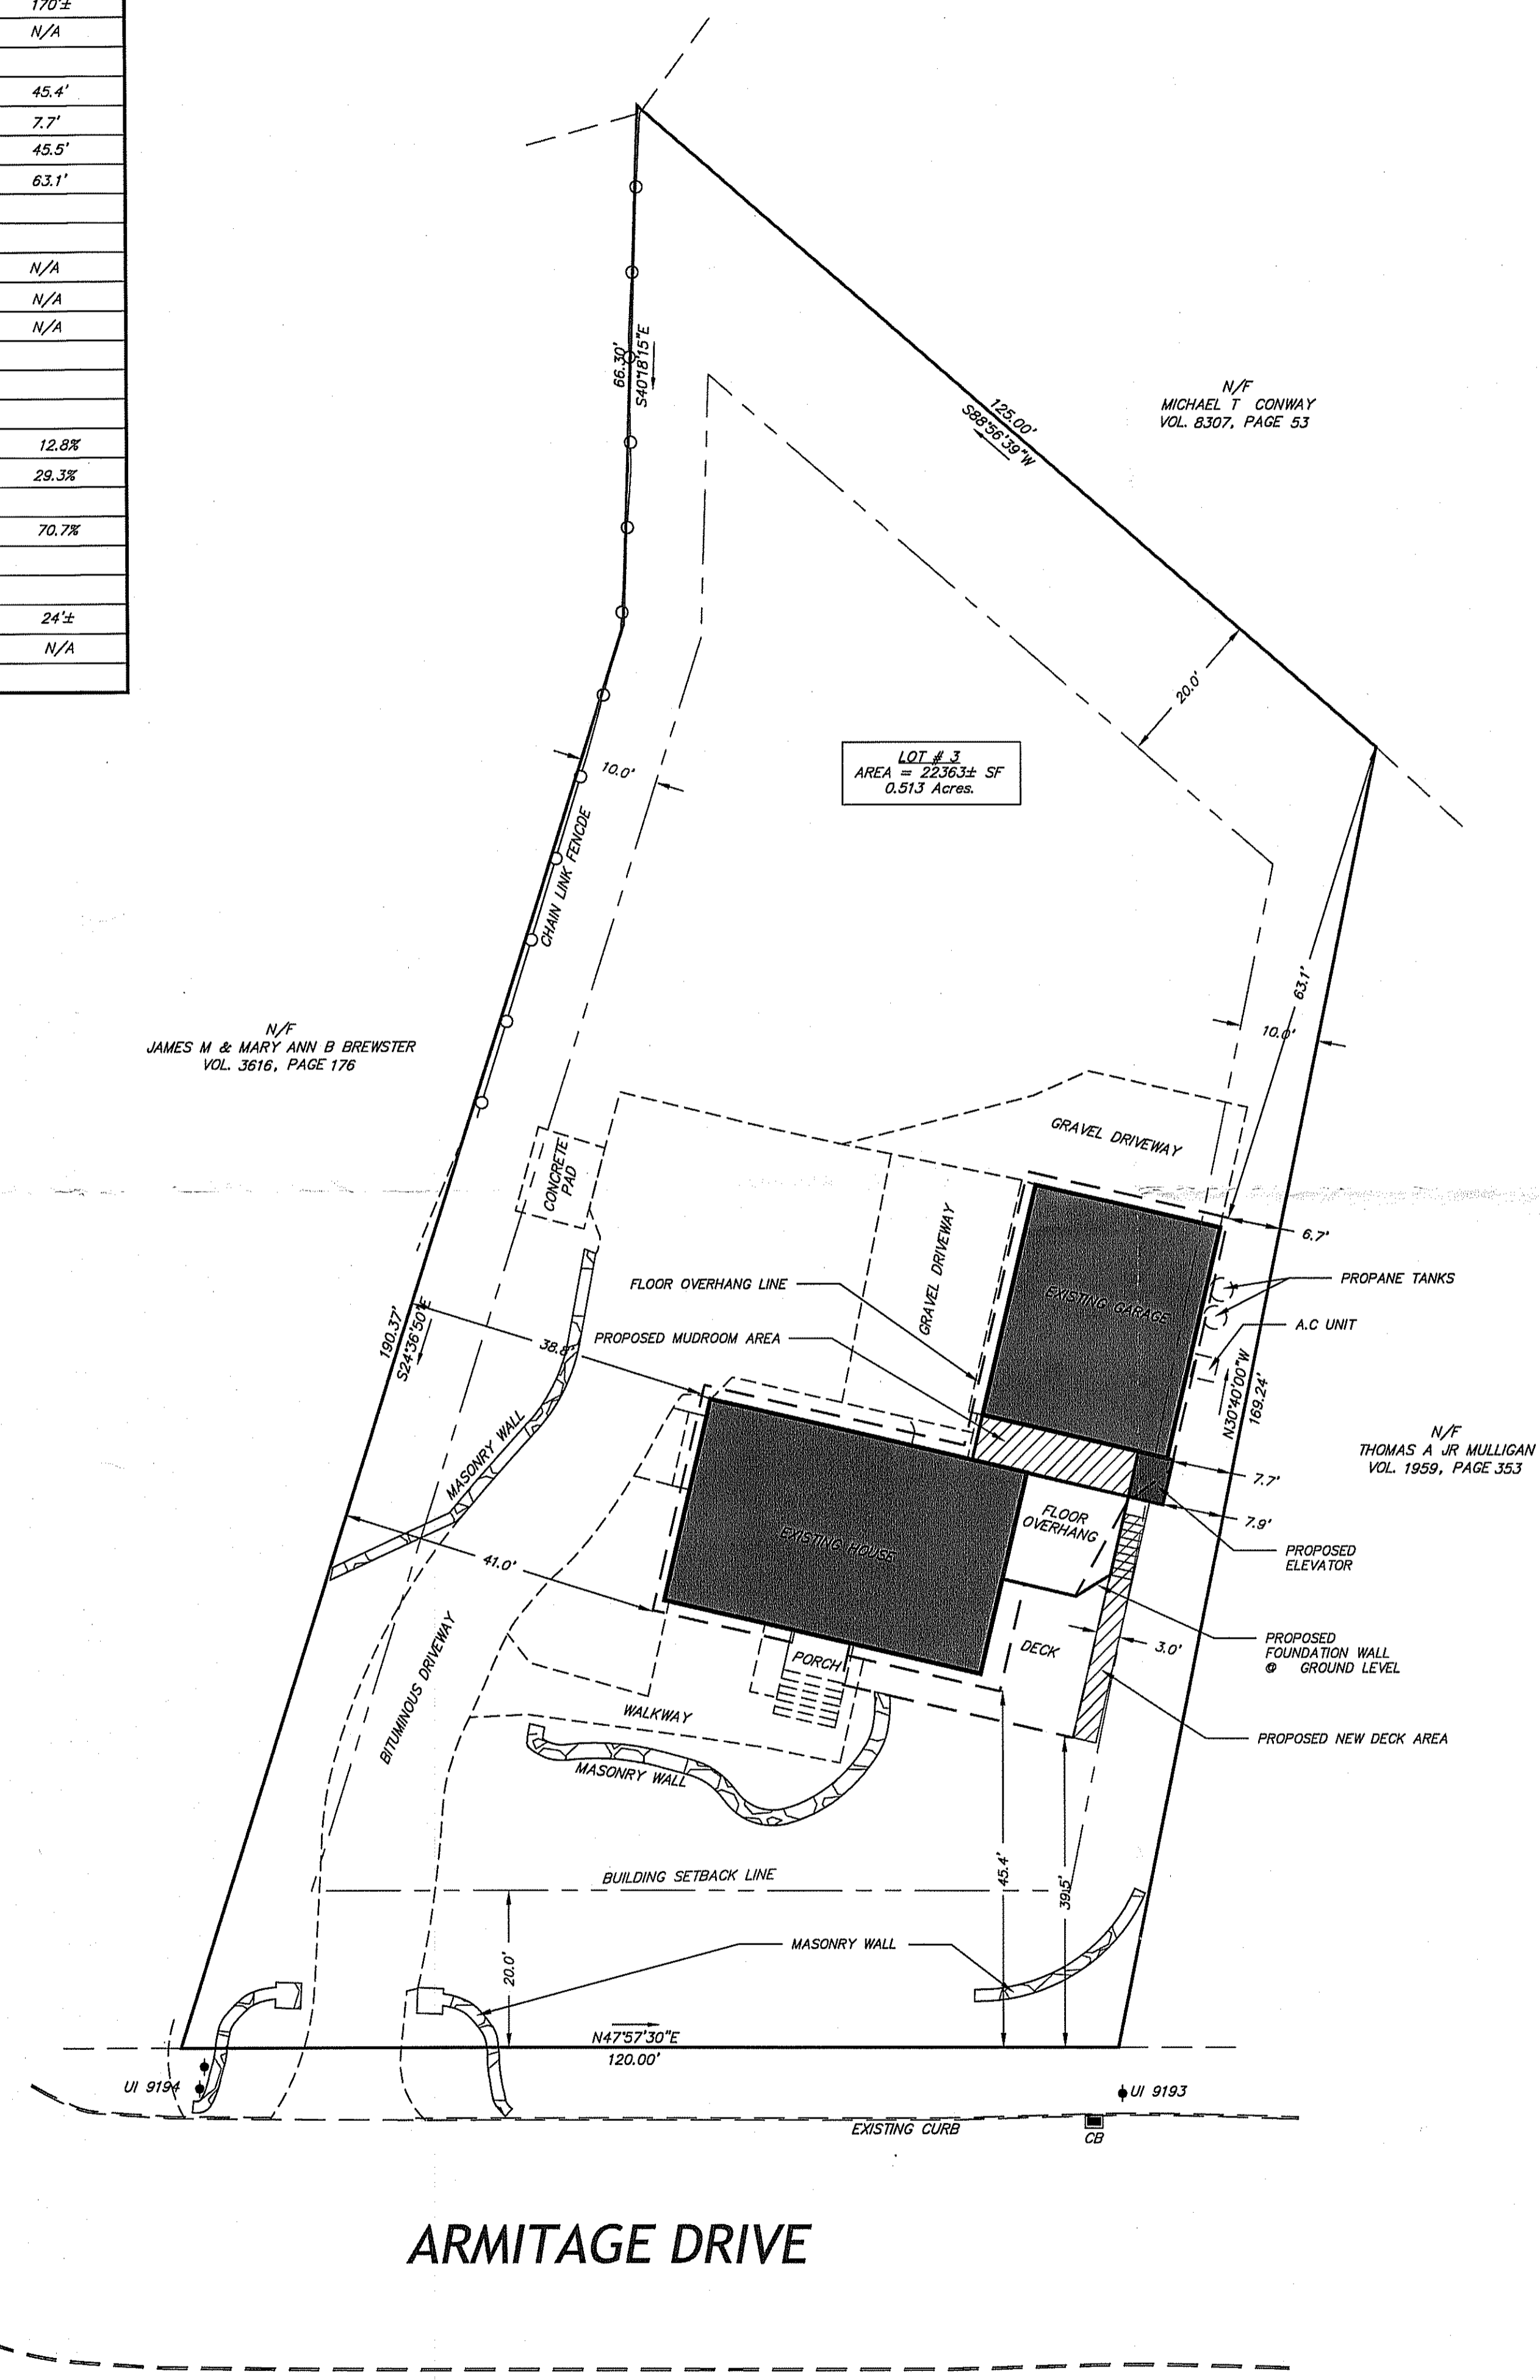 170'±
N/A
45.4'
7.7'
45.5'
63.1'
N/A
N/A
N/A
12.8%
29.3%
70.7%
24'±
N/A
66.30'
S40°18'15"E
125.00'
S88°56'39"W
N/F
MICHAEL T CONWAY
VOL. 8307, PAGE 53
20.0'
LOT # 3
AREA = 22363± SF
0.513 Acres.
10.0'
CHAIN LINK FENCDE
63.1'
10.0'
N/F
JAMES M & MARY ANN B BREWSTER
VOL. 3616, PAGE 176
CONCRETE
PAD
GRAVEL DRIVEWAY
GRAVEL DRIVEWAY
6.7'
FLOOR OVERHANG LINE
EXISTING GARAGE
PROPANE TANKS
PROPOSED MUDROOM AREA
A.C UNIT
190.37'
S24°36'50"E
38.8'
N30°40'00"W
169.24'
N/F
THOMAS A JR MULLIGAN
VOL. 1959, PAGE 353
MASONRY WALL
7.7'
FLOOR
OVERHANG
7.9'
EXISTING HOUSE
41.0'
PROPOSED
ELEVATOR
BITUMINOUS DRIVEWAY
DECK
3.0'
PROPOSED
FOUNDATION WALL
@ GROUND LEVEL
PORCH
WALKWAY
PROPOSED NEW DECK AREA
MASONRY WALL
BUILDING SETBACK LINE
45.4'
39.5'
20.0'
MASONRY WALL
N47°57'30"E
120.00'
UI 9194
UI 9193
EXISTING CURB
CB
ARMITAGE DRIVE